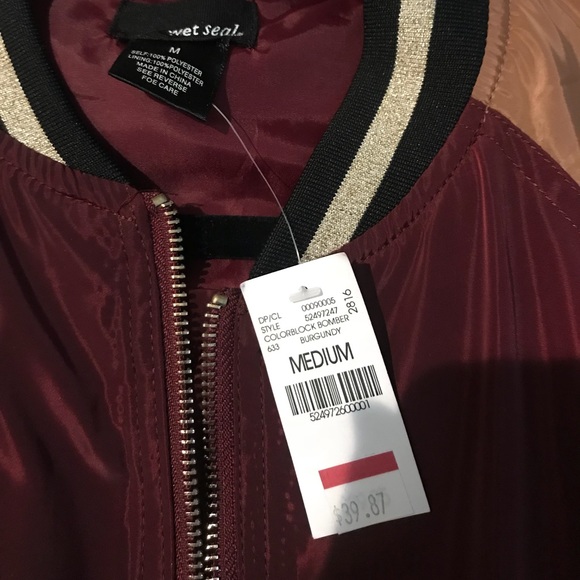 wet seal.
M
SELF:100% POLYESTER
LINING:100%POLYESTER
MADE IN CHINA
SEE REVERSE
FOE CARE
DP/CL 00090005
STYLE 52497247
COLORBLOCK BOMBER
633 BURGUNDY
2816
MEDIUM
524972600001
$39.87